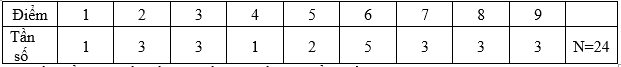 Điểm 1 2 3 4 5 6 7 8 9
Tần số 1 3 3 1 2 5 3 3 3 N=24